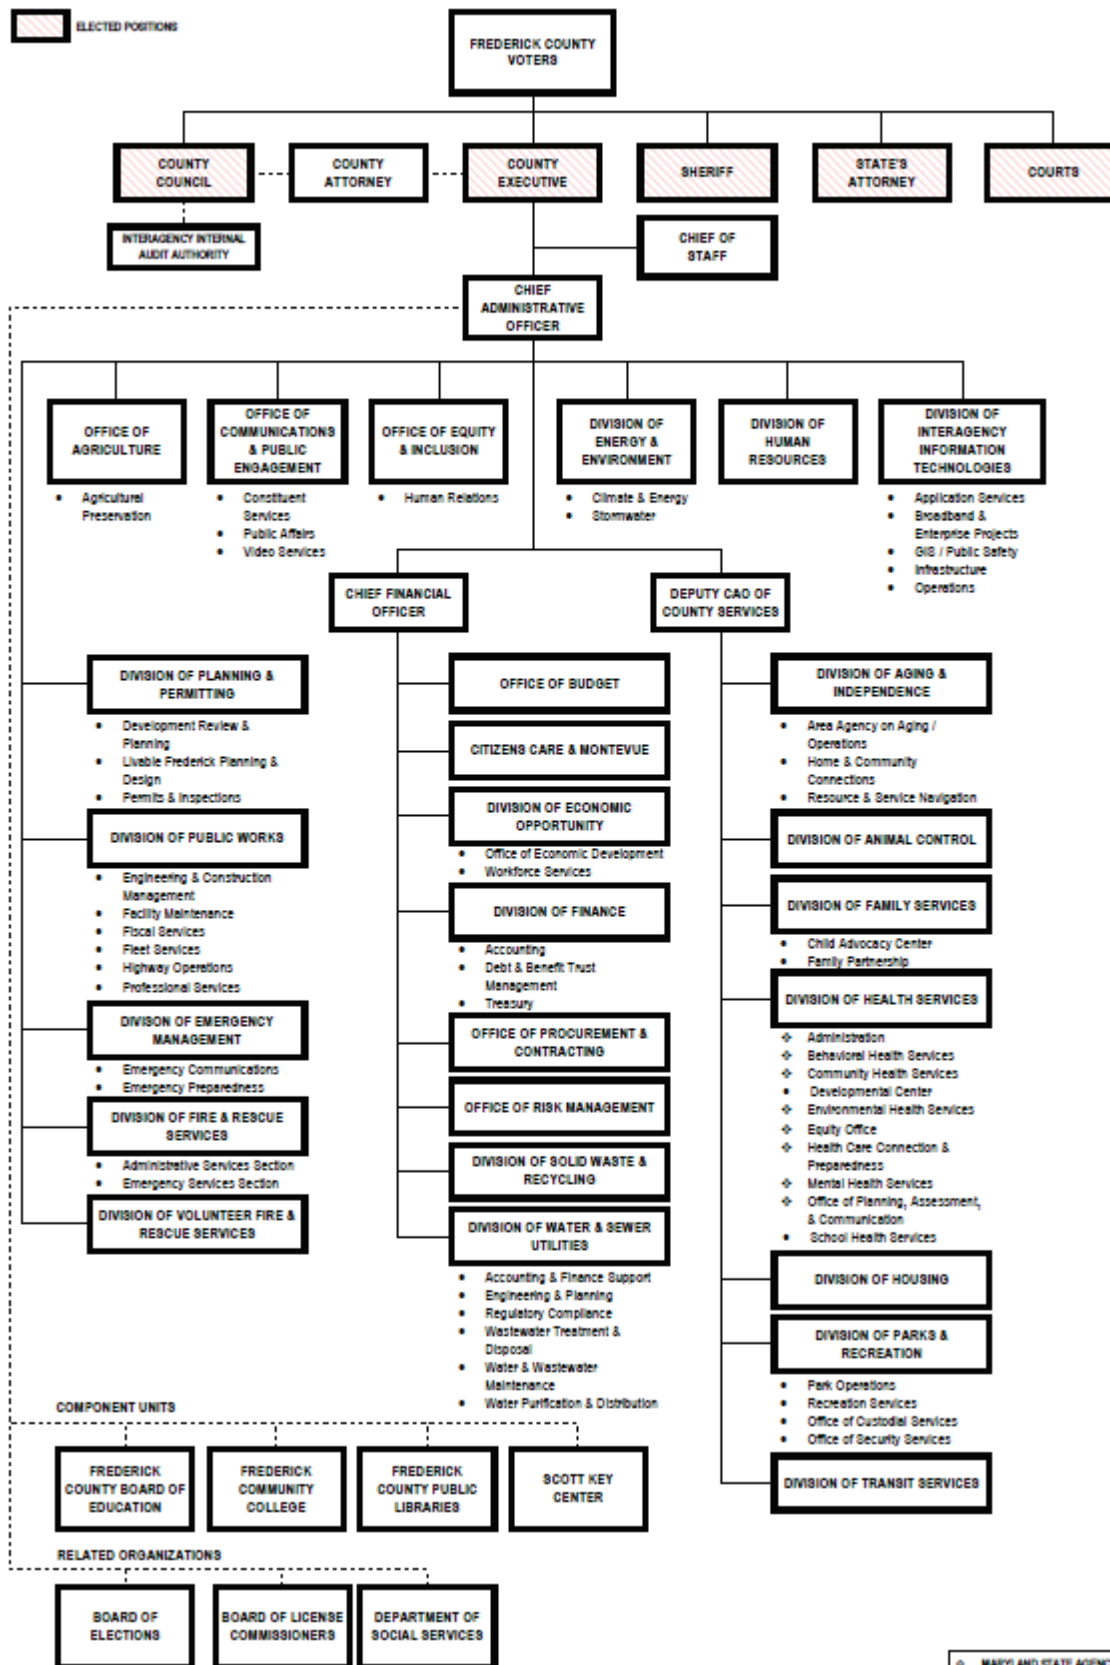 ELECTED POSITIONS
FREDERICK COUNTY
VOTERS
COUNTY
COUNCIL
COUNTY
ATTORNEY
COUNTY
EXECUTIVE
SHERIFF
STATE'S
ATTORNEY
COURTS
INTERAGENCY INTERNAL
AUDIT AUTHORITY
CHIEF OF
STAFF
CHIEF
ADMINISTRATIVE
OFFICER
OFFICE OF
AGRICULTURE
• Agricultural
Preservation
OFFICE OF
COMMUNICATIONS
& PUBLIC
ENGAGEMENT
• Constituent
Services
• Public Affairs
• Video Services
OFFICE OF EQUITY
& INCLUSION
• Human Relations
DIVISION OF
ENERGY &
ENVIRONMENT
• Climate & Energy
• Stormwater
DIVISION OF
HUMAN
RESOURCES
DIVISION OF
INTERAGENCY
INFORMATION
TECHNOLOGIES
• Application Services
• Broadband &
Enterprise Projects
• GIS / Public Safety
• Infrastructure
• Operations
CHIEF FINANCIAL
OFFICER
DEPUTY CAO OF
COUNTY SERVICES
DIVISION OF PLANNING &
PERMITTING
• Development Review &
Planning
• Livable Frederick Planning &
Design
• Permits & Inspections
DIVISION OF PUBLIC WORKS
• Engineering & Construction
Management
• Facility Maintenance
• Fiscal Services
• Fleet Services
• Highway Operations
• Professional Services
DIVISON OF EMERGENCY
MANAGEMENT
• Emergency Communications
• Emergency Preparedness
DIVISION OF FIRE & RESCUE
SERVICES
• Administrative Services Section
• Emergency Services Section
DIVISION OF VOLUNTEER FIRE &
RESCUE SERVICES
OFFICE OF BUDGET
CITIZENS CARE & MONTEVUE
DIVISION OF ECONOMIC
OPPORTUNITY
• Office of Economic Development
• Workforce Services
DIVISION OF FINANCE
• Accounting
• Debt & Benefit Trust
Management
• Treasury
OFFICE OF PROCUREMENT &
CONTRACTING
OFFICE OF RISK MANAGEMENT
DIVISION OF SOLID WASTE &
RECYCLING
DIVISION OF WATER & SEWER
UTILITIES
• Accounting & Finance Support
• Engineering & Planning
• Regulatory Compliance
• Wastewater Treatment &
Disposal
• Water & Wastewater
Maintenance
• Water Purification & Distribution
DIVISION OF AGING &
INDEPENDENCE
• Area Agency on Aging /
Operations
• Home & Community
Connections
• Resource & Service Navigation
DIVISION OF ANIMAL CONTROL
DIVISION OF FAMILY SERVICES
• Child Advocacy Center
• Family Partnership
DIVISION OF HEALTH SERVICES
❖ Administration
❖ Behavioral Health Services
❖ Community Health Services
• Developmental Center
❖ Environmental Health Services
❖ Equity Office
❖ Health Care Connection &
Preparedness
❖ Mental Health Services
❖ Office of Planning, Assessment,
& Communication
• School Health Services
DIVISION OF HOUSING
DIVISION OF PARKS &
RECREATION
• Park Operations
• Recreation Services
• Office of Custodial Services
• Office of Security Services
DIVISION OF TRANSIT SERVICES
COMPONENT UNITS
FREDERICK
COUNTY BOARD OF
EDUCATION
FREDERICK
COMMUNITY
COLLEGE
FREDERICK
COUNTY PUBLIC
LIBRARIES
SCOTT KEY
CENTER
RELATED ORGANIZATIONS
BOARD OF
ELECTIONS
BOARD OF LICENSE
COMMISSIONERS
DEPARTMENT OF
SOCIAL SERVICES
❖ MARYLAND STATE AGENC